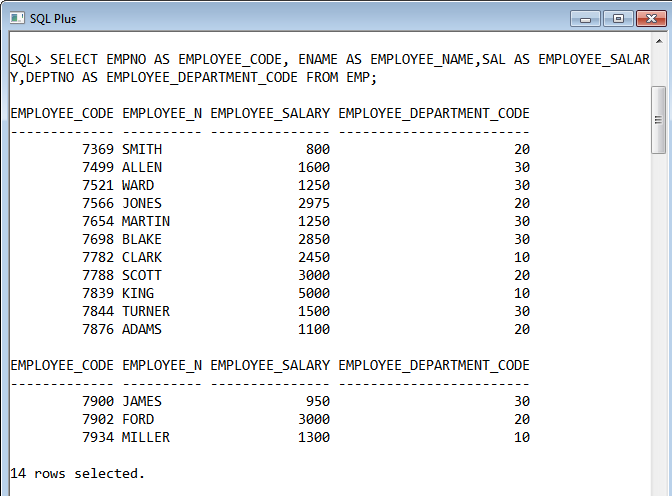 SQL Plus
SQL> SELECT EMPNO AS EMPLOYEE_CODE, ENAME AS EMPLOYEE_NAME,SAL AS EMPLOYEE_SALAR
Y,DEPTNO AS EMPLOYEE_DEPARTMENT_CODE FROM EMP;
EMPLOYEE_CODE EMPLOYEE_N EMPLOYEE_SALARY EMPLOYEE_DEPARTMENT_CODE
------------- ---------- --------------- ------------------------
7369 SMITH 800 20
7499 ALLEN 1600 30
7521 WARD 1250 30
7566 JONES 2975 20
7654 MARTIN 1250 30
7698 BLAKE 2850 30
7782 CLARK 2450 10
7788 SCOTT 3000 20
7839 KING 5000 10
7844 TURNER 1500 30
7876 ADAMS 1100 20
EMPLOYEE_CODE EMPLOYEE_N EMPLOYEE_SALARY EMPLOYEE_DEPARTMENT_CODE
------------- ---------- --------------- ------------------------
7900 JAMES 950 30
7902 FORD 3000 20
7934 MILLER 1300 10
14 rows selected.